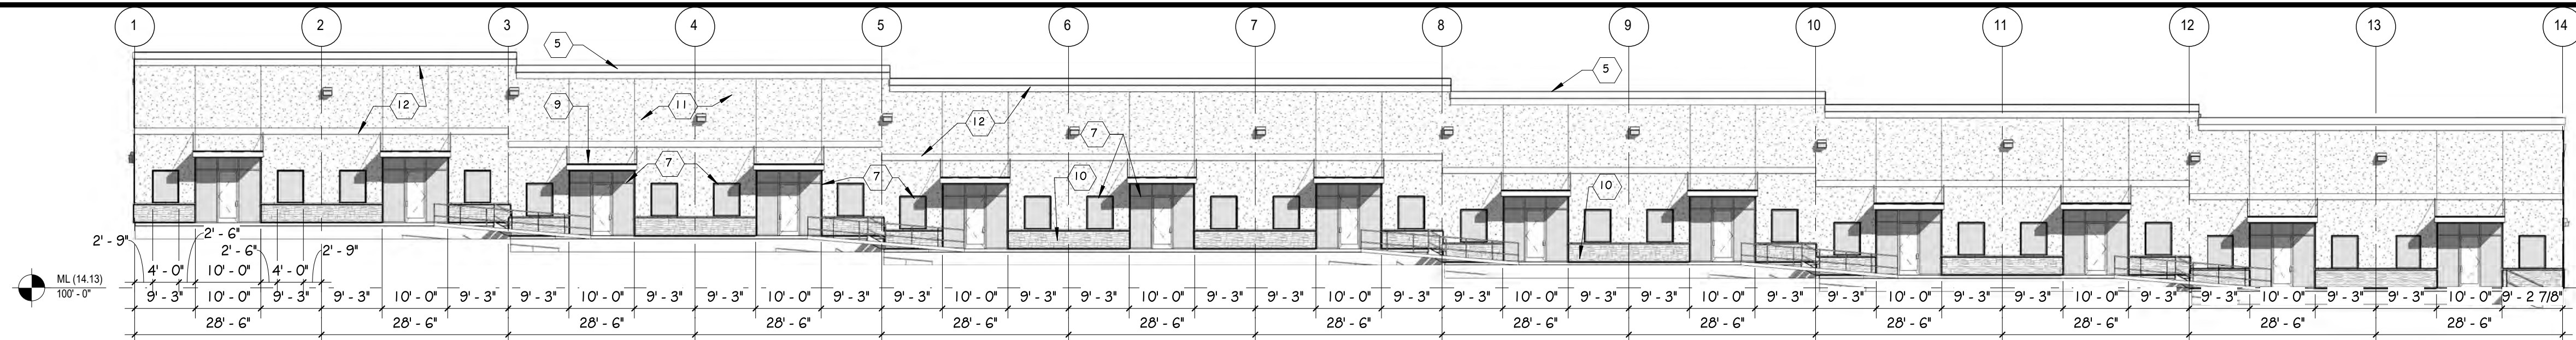 1 2 3 4 5 6 7 8 9 10 11 12 13 14
5
5
12 9 11
12 7
7 7 10 10
2' - 9" 2' - 6"
2' - 6" 2' - 9"
4' - 0" 10' - 0" 4' - 0"
ML (14.13)
100' - 0"
9' - 3" 10' - 0" 9' - 3" 9' - 3" 10' - 0" 9' - 3" 9' - 3" 10' - 0" 9' - 3" 9' - 3" 10' - 0" 9' - 3" 9' - 3" 10' - 0" 9' - 3" 9' - 3" 10' - 0" 9' - 3" 9' - 3" 10' - 0" 9' - 3" 9' - 3" 10' - 0" 9' - 3" 9' - 3" 10' - 0" 9' - 3" 9' - 3" 10' - 0" 9' - 3" 9' - 3" 10' - 0" 9' - 3" 9' - 3" 10' - 0" 9' - 3" 9' - 3" 10' - 0" 9' - 2 7/8"
28' - 6" 28' - 6" 28' - 6" 28' - 6" 28' - 6" 28' - 6" 28' - 6" 28' - 6" 28' - 6" 28' - 6" 28' - 6" 28' - 6" 28' - 6"